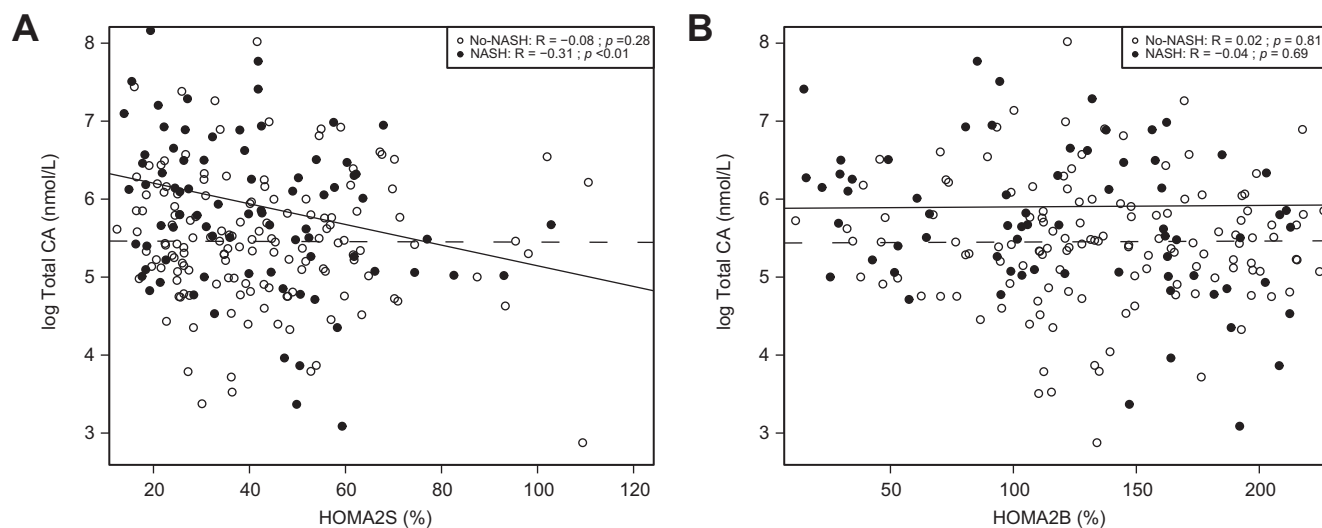 A
No-NASH: R = −0.08 ; p =0.28
NASH: R = −0.31 ; p <0.01
8
7
6
5
4
3
log Total CA (nmol/L)
20 40 60 80 100 120
HOMA2S (%)
B
No-NASH: R = 0.02 ; p = 0.81
NASH: R = −0.04 ; p = 0.69
8
7
6
5
4
3
log Total CA (nmol/L)
50 100 150 200
HOMA2B (%)